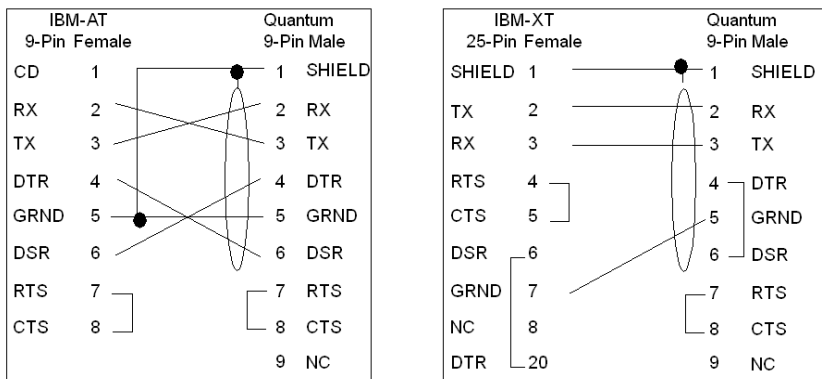 IBM-AT Quantum
9-Pin Female 9-Pin Male
CD 1 1 SHIELD
RX 2 2 RX
TX 3 3 TX
DTR 4 4 DTR
GRND 5 5 GRND
DSR 6 6 DSR
RTS 7 7 RTS
CTS 8 8 CTS
9 NC
IBM-XT Quantum
25-Pin Female 9-Pin Male
SHIELD 1 1 SHIELD
TX 2 2 RX
RX 3 3 TX
RTS 4 4 DTR
CTS 5 5 GRND
DSR 6 6 DSR
GRND 7 7 RTS
NC 8 8 CTS
DTR 20 9 NC